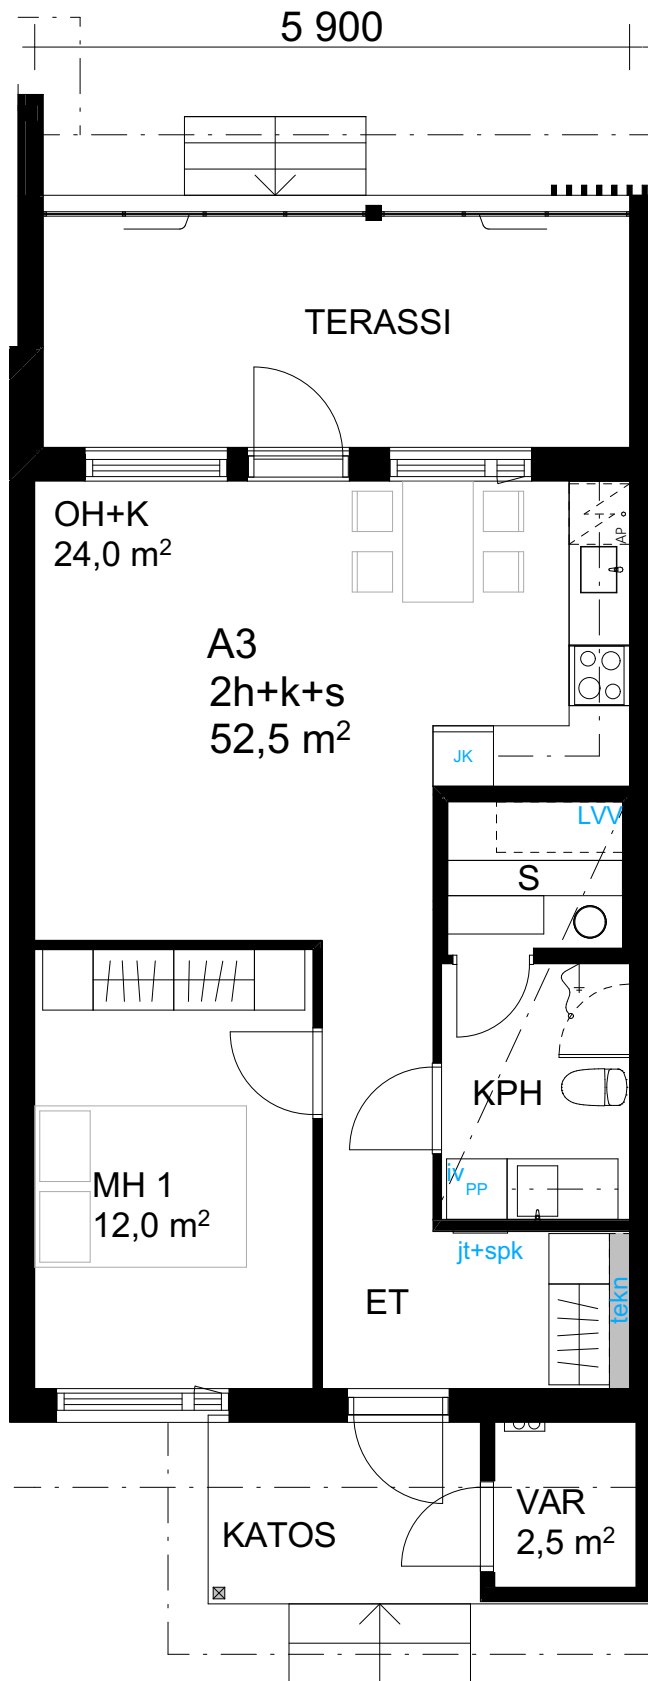 5 900
TERASSI
OH+K
24,0 m²
AP
A3
2h+k+s
52,5 m²
JK
LVV
S
KPH
MH 1
12,0 m²
iv
PP
jt+spk
ET
tekn
VAR
2,5 m²
KATOS